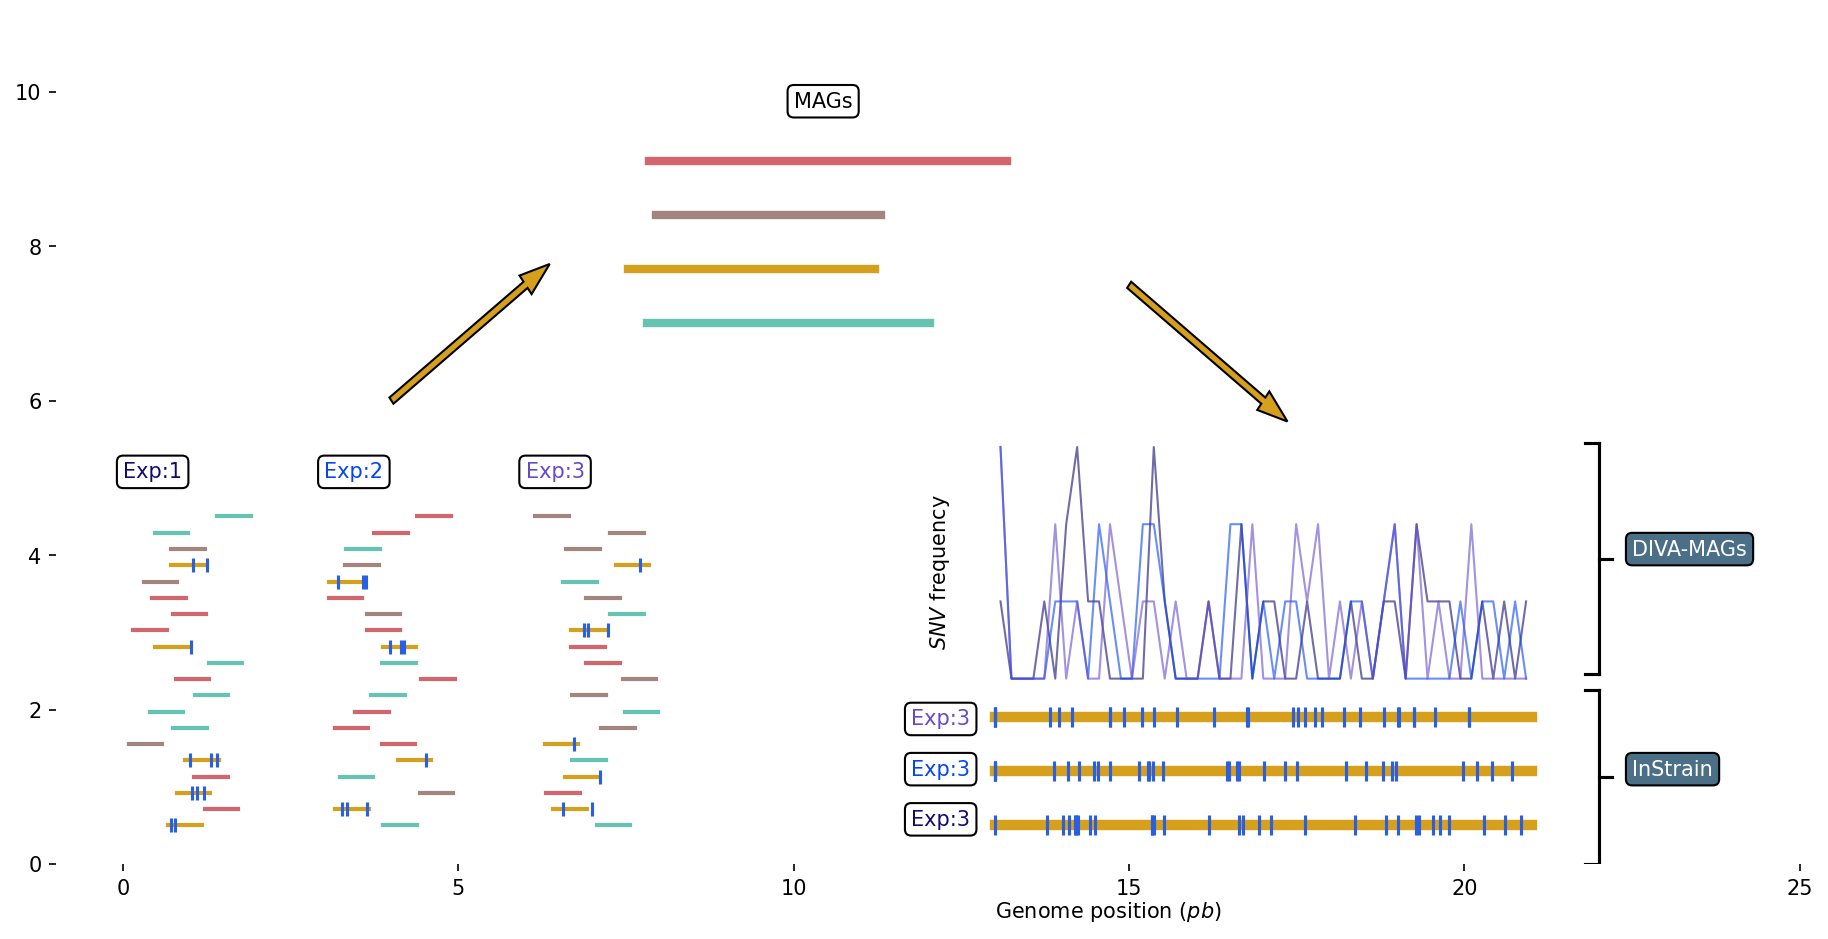 10
MAGs
8
6
Exp:1
Exp:2
Exp:3
4
SNV frequency
DIVA-MAGs
2
Exp:3
Exp:3
InStrain
Exp:3
0
0
5
10
15
20
25
Genome position (pb)